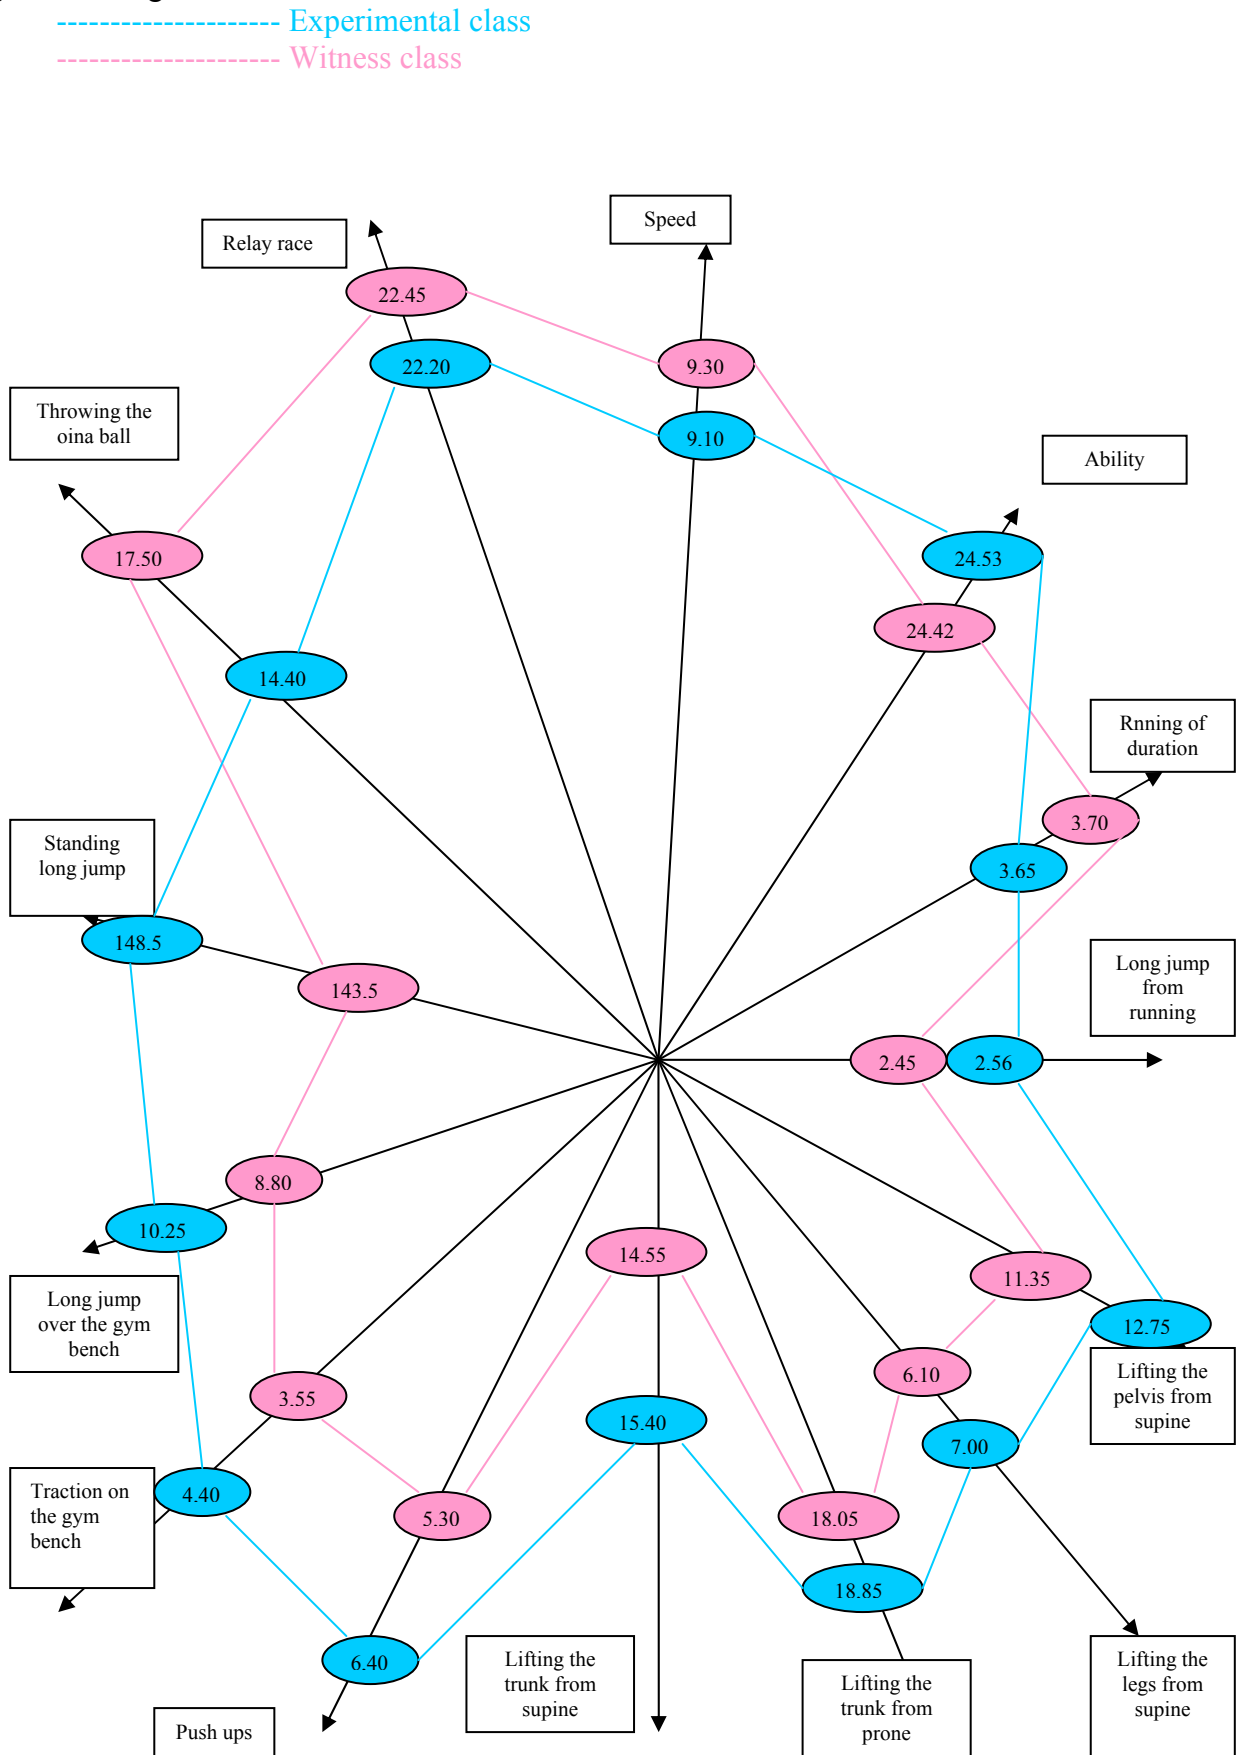 -------------------- Experimental class
-------------------- Witness class
Speed
Relay race
22.45
22.20
9.30
9.10
Throwing the
oina ball
Ability
17.50
24.53
24.42
14.40
Rnning of
duration
3.70
3.65
Standing
long jump
148.5
143.5
Long jump
from
running
2.45
2.56
8.80
10.25
14.55
11.35
12.75
Long jump
over the gym
bench
Lifting the
pelvis from
supine
6.10
3.55
15.40
7.00
Traction on
the gym
bench
4.40
5.30
18.05
18.85
6.40
Lifting the
trunk from
supine
Lifting the
trunk from
prone
Lifting the
legs from
supine
Push ups